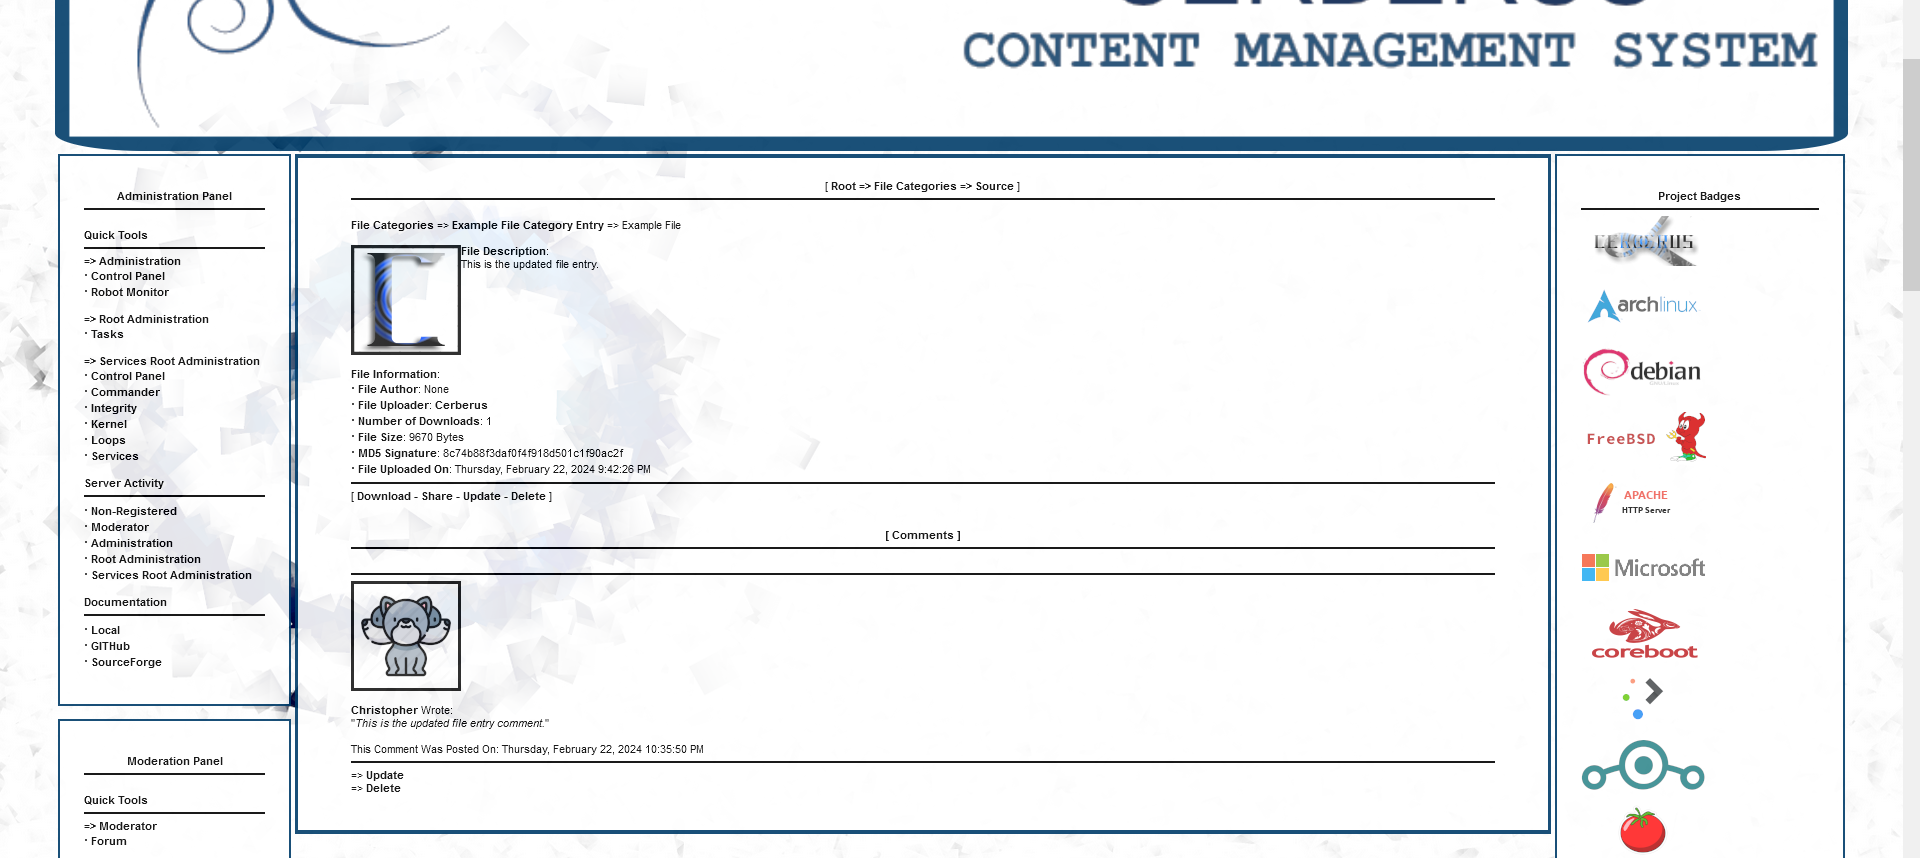 CERBERUS
CONTENT MANAGEMENT SYSTEM
Administration Panel
Quick Tools
=> Administration
· Control Panel
· Robot Monitor
=> Root Administration
· Tasks
=> Services Root Administration
· Control Panel
· Commander
· Integrity
· Kernel
· Loops
· Services
Server Activity
· Non-Registered
· Moderator
· Administration
· Root Administration
· Services Root Administration
Documentation
· Local
· GITHub
· SourceForge
Moderation Panel
Quick Tools
=> Moderator
· Forum
[ Root => File Categories => Source ]
File Categories => Example File Category Entry => Example File
File Description:
This is the updated file entry.
File Information:
· File Author: None
· File Uploader: Cerberus
· Number of Downloads: 1
· File Size: 9670 Bytes
· MD5 Signature: 8c74b88f3daf0f4f918d501c1f90ac2f
· File Uploaded On: Thursday, February 22, 2024 9:42:26 PM
[ Download - Share - Update - Delete ]
[ Comments ]
Christopher Wrote:
"This is the updated file entry comment."
This Comment Was Posted On: Thursday, February 22, 2024 10:35:50 PM
=> Update
=> Delete
Project Badges
CERBERUS
archlinux
debian
FreeBSD
APACHE
HTTP Server
Microsoft
coreboot